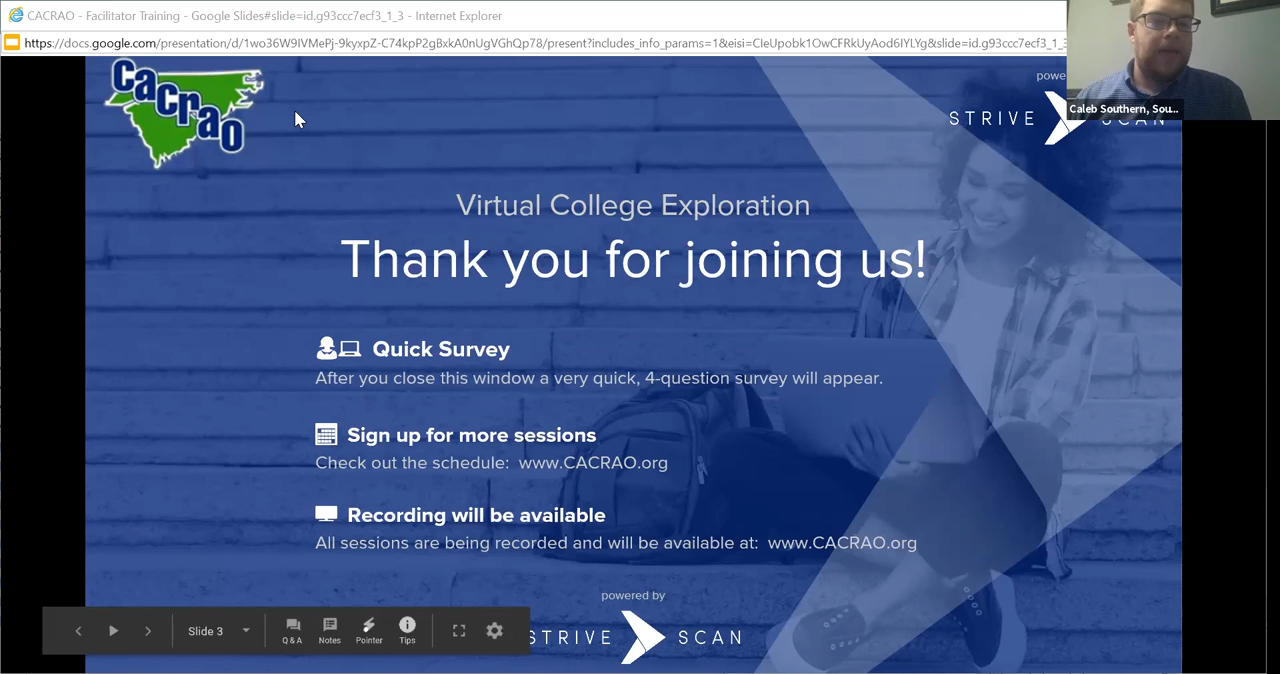 CACRAO - Facilitator Training - Google Slides#slide=id.g93ccc7ecf3_1_3 - Internet Explorer
https://docs.google.com/presentation/d/1wo36W9IVMePj-9kyxpZ-C74kpP2gBxkA0nUgVGhQp78/present?includes_info_params=1&eisi=CIeUpobk1OwCFRkUyAod6IYLYg&slide=id.g93ccc7ecf3_1_3
CaCraO
powe
STRIVE SCAN
Caleb Southern, Sou...
Virtual College Exploration
Thank you for joining us!
Quick Survey
After you close this window a very quick, 4-question survey will appear.
Sign up for more sessions
Check out the schedule: www.CACRAO.org
Recording will be available
All sessions are being recorded and will be available at: www.CACRAO.org
powered by
STRIVE SCAN
Slide 3
Q & A Notes Pointer Tips